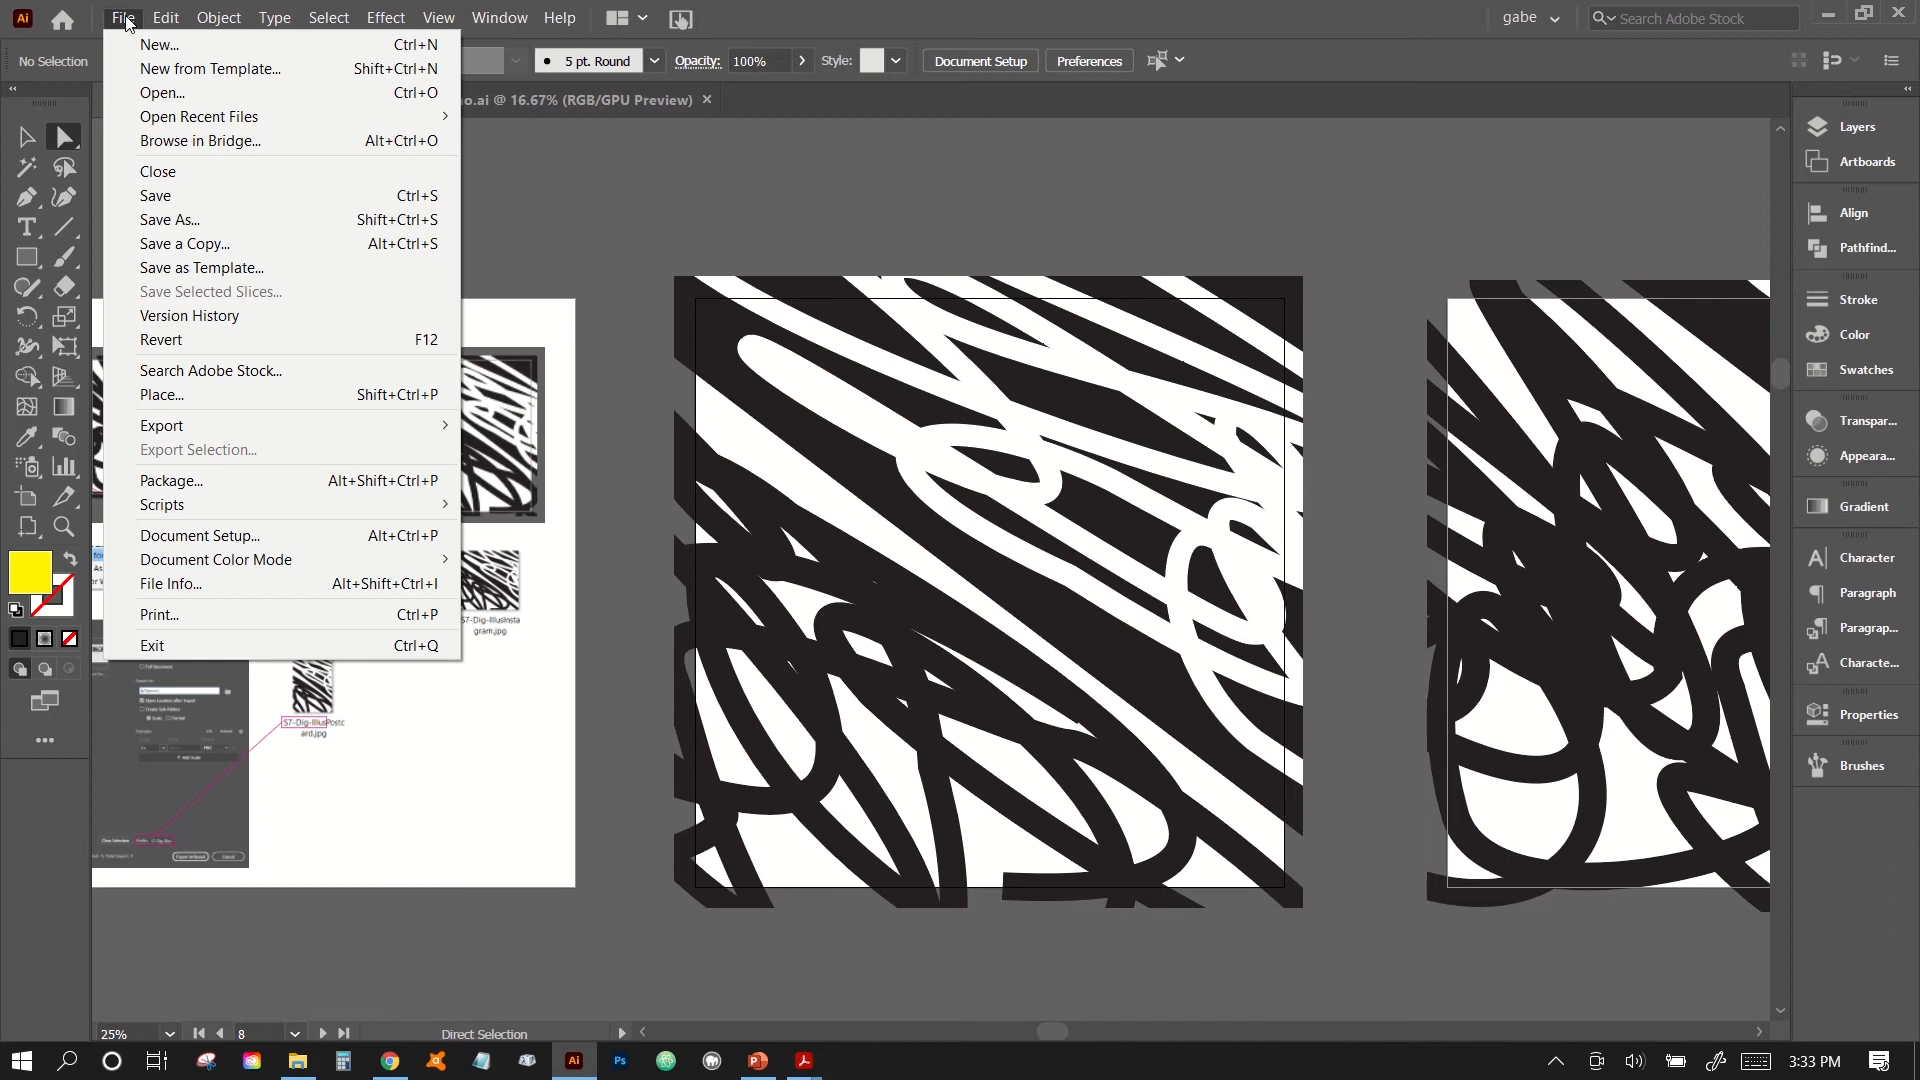 Ai File Edit Object Type Select Effect View Window Help gabe Search Adobe Stock
No Selection 5 pt. Round Opacity: 100% Style: Document Setup Preferences
o.ai @ 16.67% (RGB/GPU Preview)
New... Ctrl+N
New from Template... Shift+Ctrl+N
Open... Ctrl+O
Open Recent Files
Browse in Bridge... Alt+Ctrl+O
Close
Save Ctrl+S
Save As... Shift+Ctrl+S
Save a Copy... Alt+Ctrl+S
Save as Template...
Save Selected Slices...
Version History
Revert F12
Search Adobe Stock...
Place... Shift+Ctrl+P
Export
Export Selection...
Package... Alt+Shift+Ctrl+P
Scripts
Document Setup... Alt+Ctrl+P
Document Color Mode
File Info... Alt+Shift+Ctrl+I
Print... Ctrl+P
Exit Ctrl+Q
S7-Dig-IllusInsta
gram.jpg
S7-Dig-IllusPostc
ard.jpg
Layers
Artboards
Align
Pathfind...
Stroke
Color
Swatches
Transpar...
Appeara...
Gradient
Character
Paragraph
Paragrap...
Characte...
Properties
Brushes
25% 8 Direct Selection
Ai Ps 3:33 PM